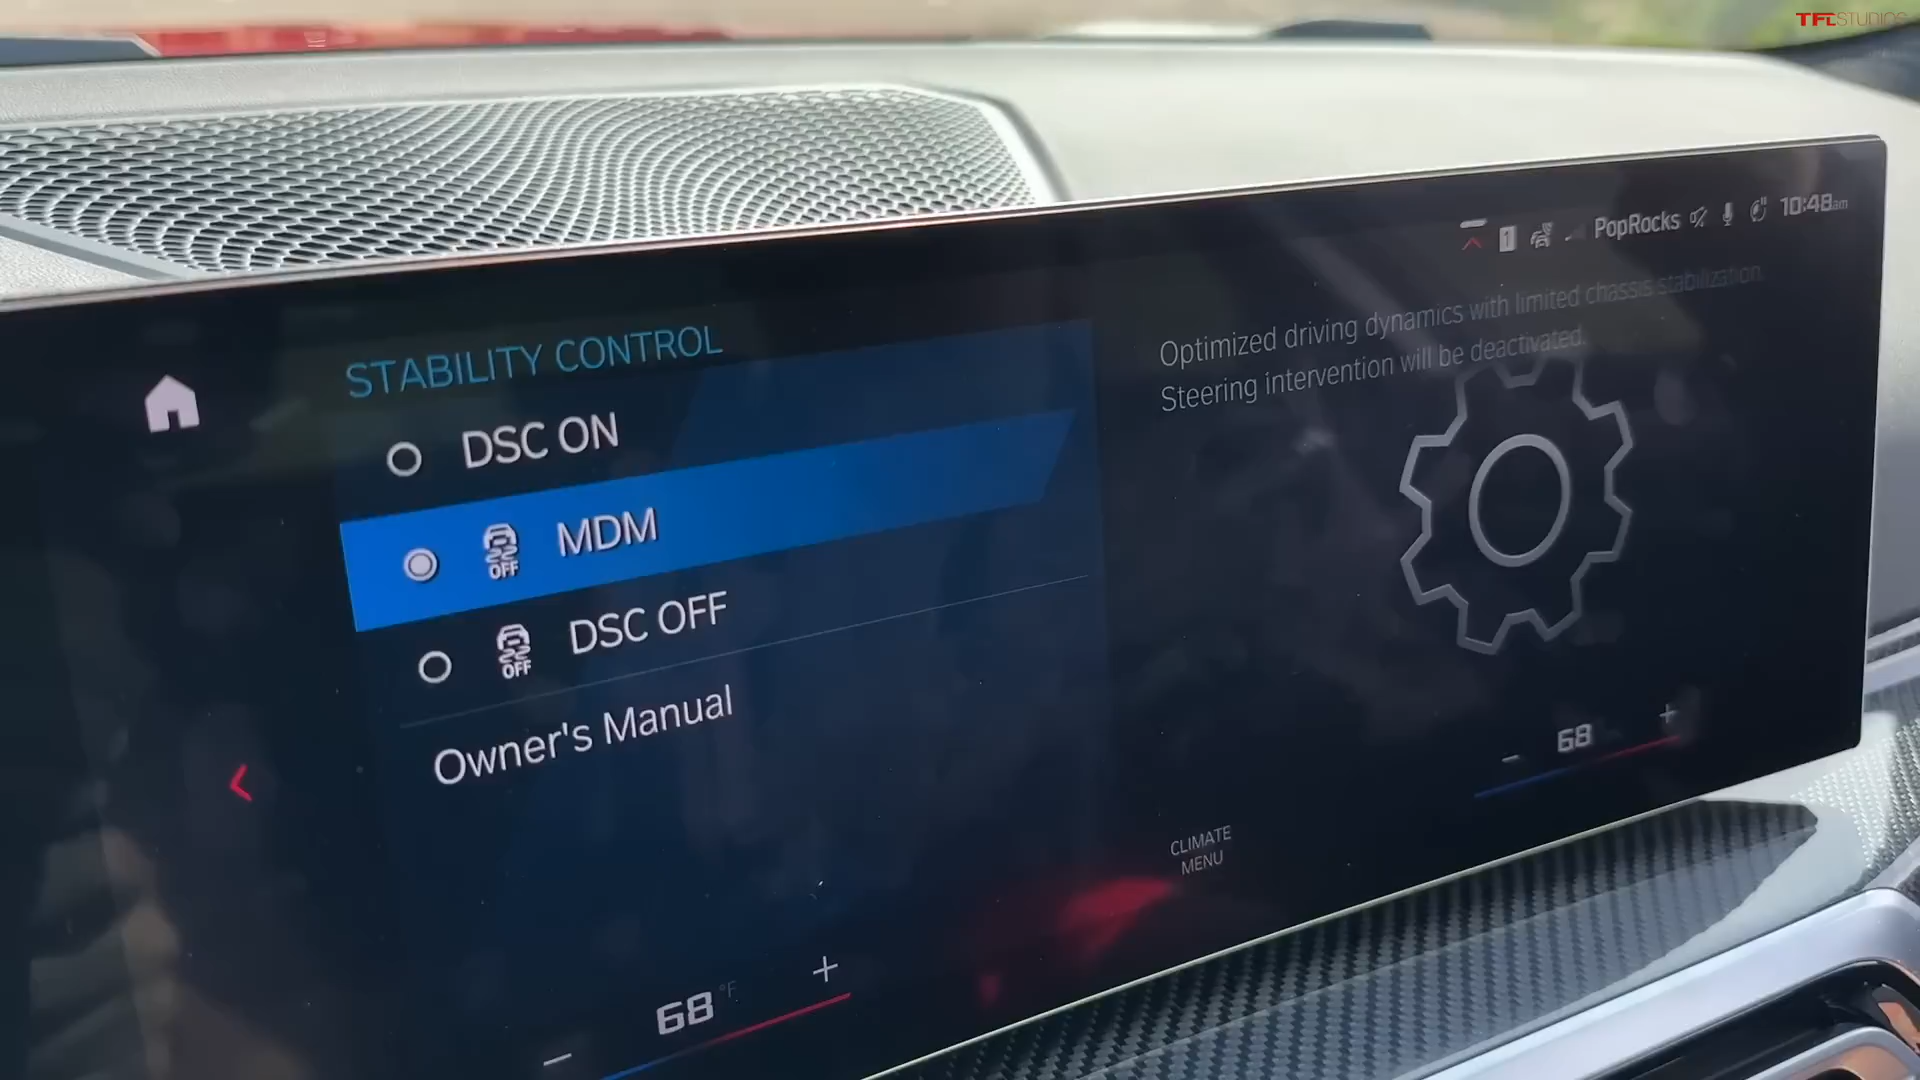 TFLSTUDIOS
1 PopRocks 10:48am
STABILITY CONTROL
DSC ON
OFF MDM
OFF DSC OFF
Owner's Manual
Optimized driving dynamics with limited chassis stabilization.
Steering intervention will be deactivated.
− 68 +
CLIMATE
MENU
− 68 °F +